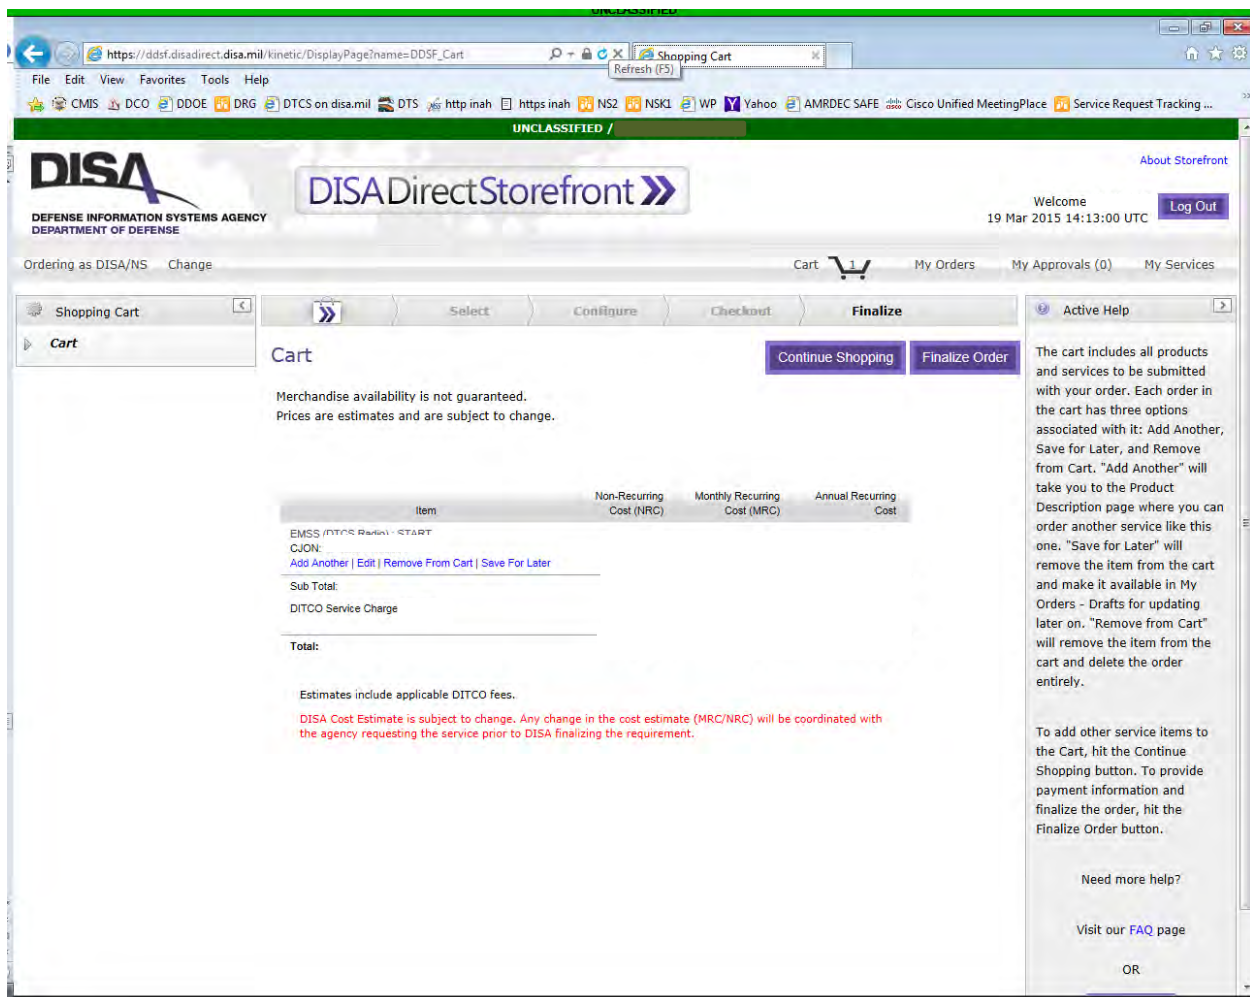 UNCLASSIFIED
https://ddsf.disadirect.disa.mil/kinetic/DisplayPage?name=DDSF_Cart
Shopping Cart
Refresh (F5)
File Edit View Favorites Tools Help
CMIS DCO DDOE DRG DTCS on disa.mil DTS http inah https inah NS2 NSK1 WP Yahoo AMRDEC SAFE Cisco Unified MeetingPlace Service Request Tracking ...
UNCLASSIFIED /
About Storefront
DISA
DISADirectStorefront
DEFENSE INFORMATION SYSTEMS AGENCY
DEPARTMENT OF DEFENSE
Welcome
19 Mar 2015 14:13:00 UTC
Log Out
Ordering as DISA/NS Change
Cart 1 My Orders My Approvals (0) My Services
Shopping Cart
Cart
Select Configure Checkout Finalize
Cart
Continue Shopping Finalize Order
Merchandise availability is not guaranteed.
Prices are estimates and are subject to change.
Item
Non-Recurring Cost (NRC)
Monthly Recurring Cost (MRC)
Annual Recurring Cost
EMSS (DTCS Radio) : START
CJON:
Add Another | Edit | Remove From Cart | Save For Later
Sub Total:
DITCO Service Charge
Total:
Estimates include applicable DITCO fees.
DISA Cost Estimate is subject to change. Any change in the cost estimate (MRC/NRC) will be coordinated with
the agency requesting the service prior to DISA finalizing the requirement.
Active Help
The cart includes all products
and services to be submitted
with your order. Each order in
the cart has three options
associated with it: Add Another,
Save for Later, and Remove
from Cart. "Add Another" will
take you to the Product
Description page where you can
order another service like this
one. "Save for Later" will
remove the item from the cart
and make it available in My
Orders - Drafts for updating
later on. "Remove from Cart"
will remove the item from the
cart and delete the order
entirely.
To add other service items to
the Cart, hit the Continue
Shopping button. To provide
payment information and
finalize the order, hit the
Finalize Order button.
Need more help?
Visit our FAQ page
OR